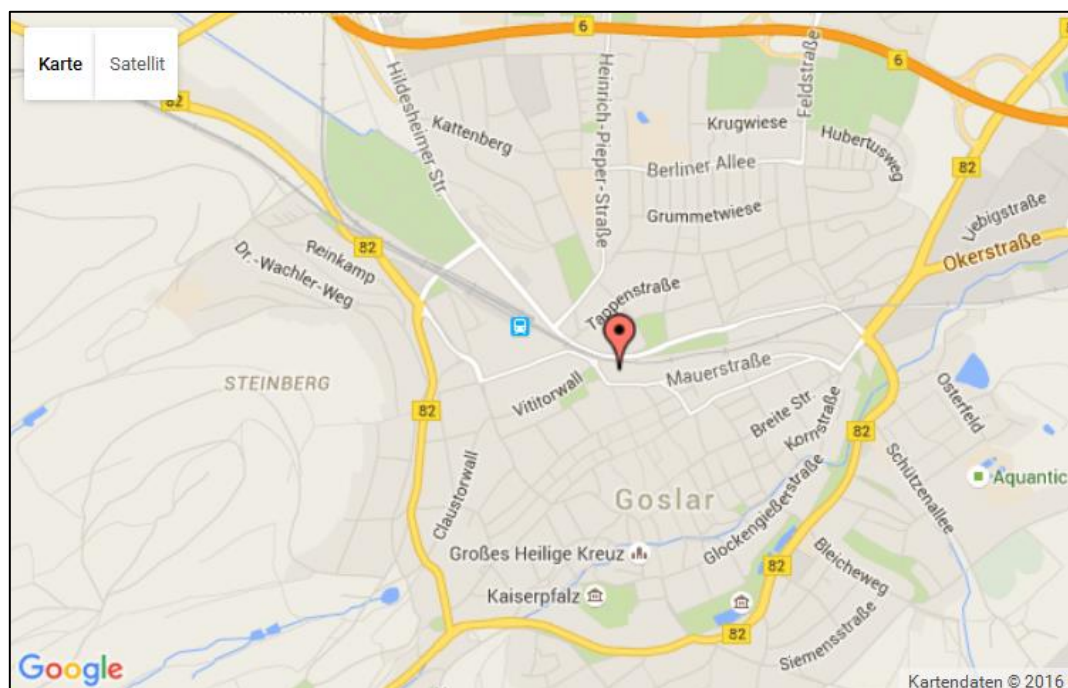 6
Karte Satellit
6
82
82
Hildesheimer Str.
Heinrich-Pieper-Straße
Feldstraße
Kattenberg
Krugwiese
Hubertusweg
Berliner Allee
82
Grummetwiese
Liebigstraße
Okerstraße
82
Reinkamp
Dr.-Wachler-Weg
Tappenstraße
Mauerstraße
STEINBERG
Vititorwall
Breite Str.
Kornstraße
Osterfeld
82
82
Schützenallee
Aquantic
Claustorwall
Goslar
Glockengießerstraße
Großes Heilige Kreuz
Bleicheweg
82
Kaiserpfalz
82
Siemensstraße
Google
Kartendaten © 2016